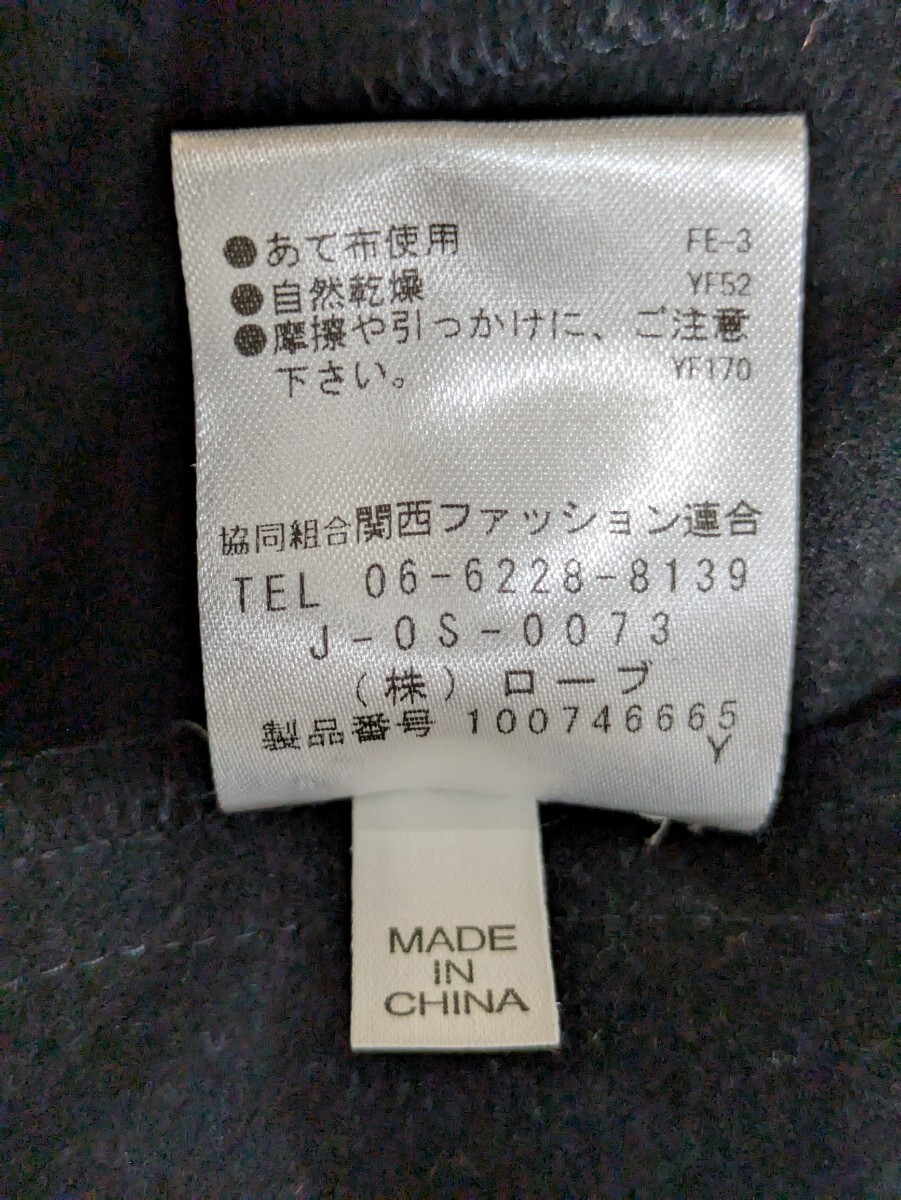 ●あて布使用 FE-3
●自然乾燥 YF52
●摩擦や引っかけに、ご注意
下さい。 YF170
協同組合関西ファッション連合
TEL 06-6228-8139
J-OS-0073
(株) ローブ
製品番号 100746665
Y
MADE
IN
CHINA